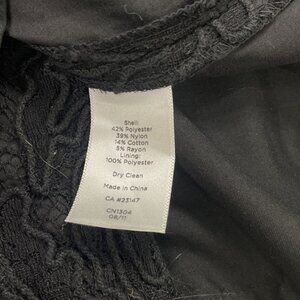 Shell:
42% Polyester
39% Nylon
14% Cotton
5% Rayon
Lining:
100% Polyester
Dry Clean
Made in China
CA #23147
CN1304
08/11